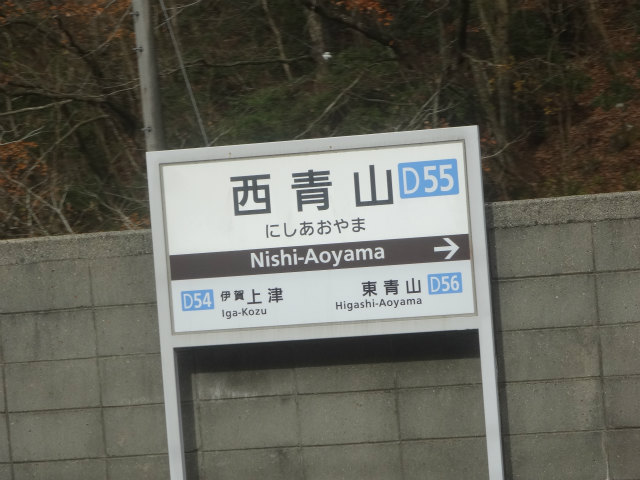 西青山 D55
にしあおやま
Nishi-Aoyama →
D54 伊賀上津 東青山 D56
Iga-Kozu Higashi-Aoyama